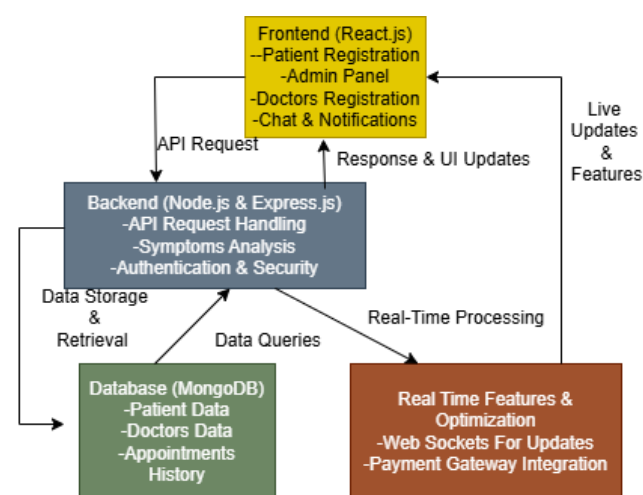 Frontend (React.js)
--Patient Registration
-Admin Panel
-Doctors Registration
-Chat & Notifications
Live
Updates
&
Features
API Request
Response & UI Updates
Backend (Node.js & Express.js)
-API Request Handling
-Symptoms Analysis
-Authentication & Security
Data Storage
&
Retrieval
Data Queries
Real-Time Processing
Database (MongoDB)
-Patient Data
-Doctors Data
-Appointments
History
Real Time Features &
Optimization
-Web Sockets For Updates
-Payment Gateway Integration